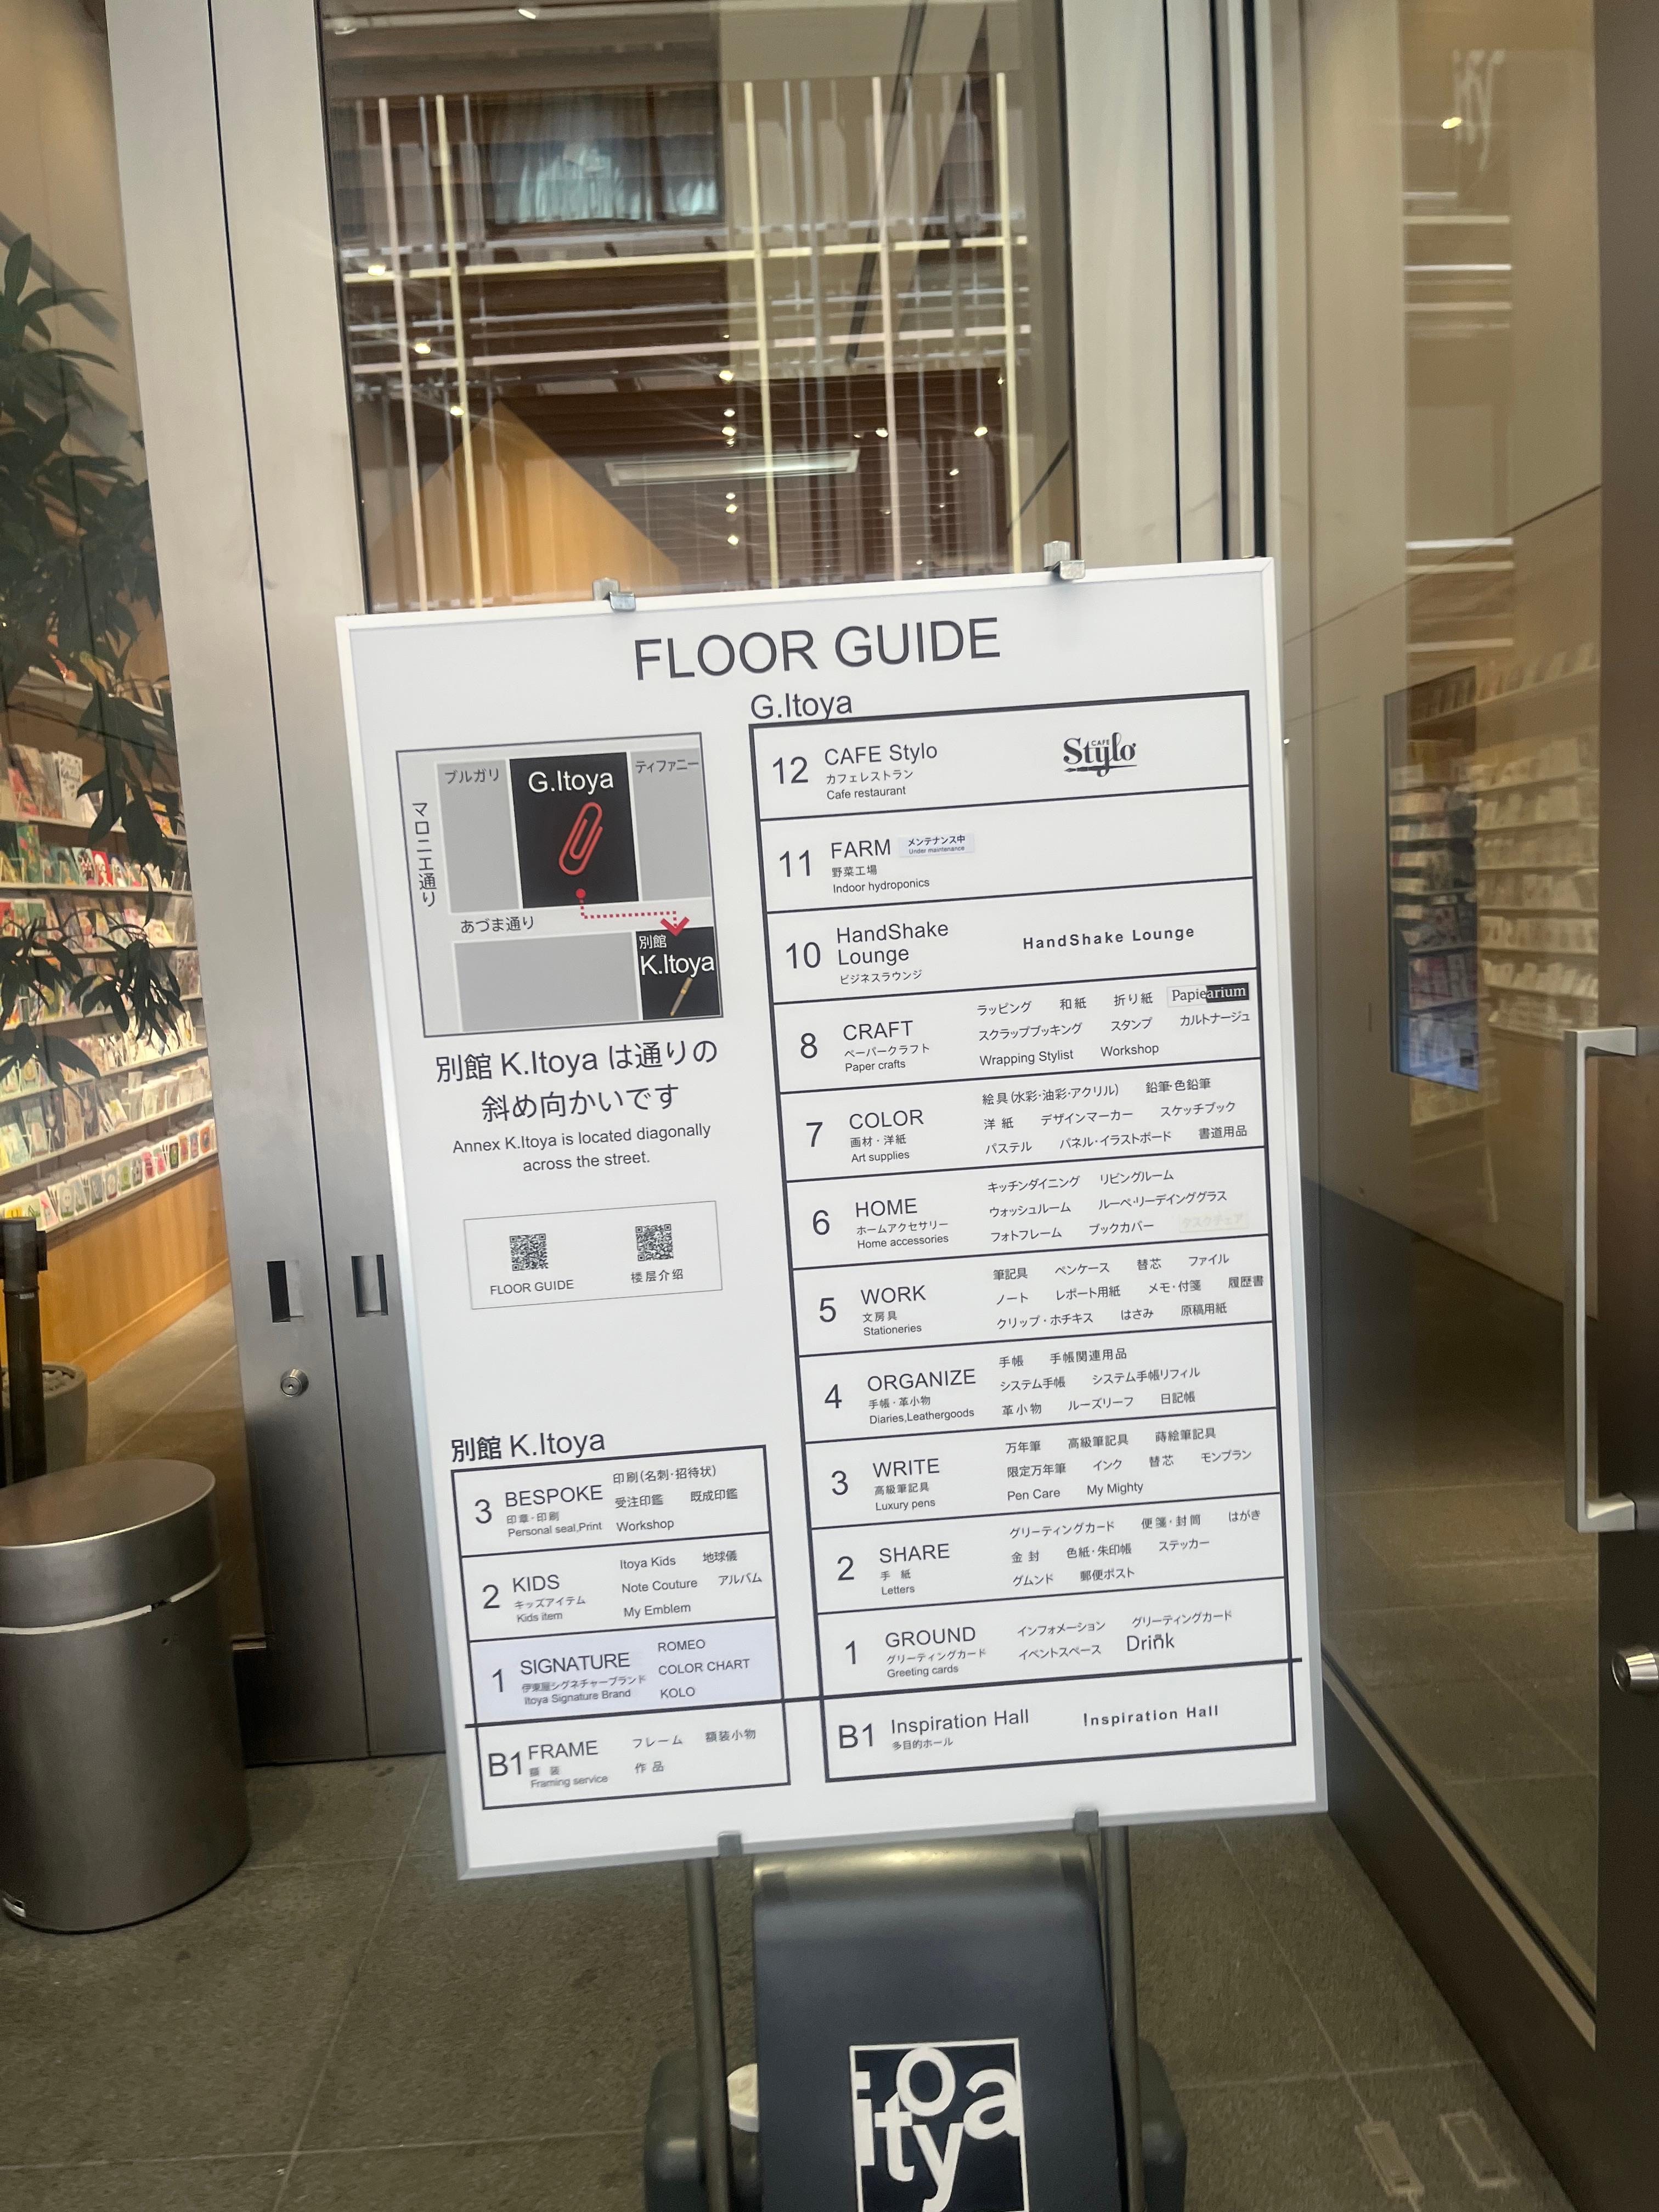 FLOOR GUIDE
G.Itoya
ブルガリ
G.Itoya
ティファニー
マロニエ通り
あづま通り
別館
K.Itoya
別館 K.Itoya は通りの
斜め向かいです
Annex K.Itoya is located diagonally
across the street.
FLOOR GUIDE
楼层介绍
12 CAFE Stylo
カフェレストラン
Cafe restaurant
CAFE
Stylo
11 FARM メンテナンス中
Under maintenance
野菜工場
Indoor hydroponics
10 HandShake
Lounge
ビジネスラウンジ
HandShake Lounge
8 CRAFT
ペーパークラフト
Paper crafts
ラッピング 和紙 折り紙 Papiearium
スクラップブッキング スタンプ カルトナージュ
Wrapping Stylist Workshop
7 COLOR
画材・洋紙
Art supplies
絵具(水彩・油彩・アクリル) 鉛筆・色鉛筆
洋紙 デザインマーカー スケッチブック
パステル パネル・イラストボード 書道用品
6 HOME
ホームアクセサリー
Home accessories
キッチンダイニング リビングルーム
ウォッシュルーム ルーペ・リーディンググラス
フォトフレーム ブックカバー デスクチェア
5 WORK
文房具
Stationeries
筆記具 ペンケース 替芯 ファイル
ノート レポート用紙 メモ・付箋 履歴書
クリップ・ホチキス はさみ 原稿用紙
4 ORGANIZE
手帳・革小物
Diaries,Leathergoods
手帳 手帳関連用品
システム手帳 システム手帳リフィル
革小物 ルーズリーフ 日記帳
3 WRITE
高級筆記具
Luxury pens
万年筆 高級筆記具 蒔絵筆記具
限定万年筆 インク 替芯 モンブラン
Pen Care My Mighty
2 SHARE
手紙
Letters
グリーティングカード 便箋・封筒 はがき
金封 色紙・朱印帳 ステッカー
グムンド 郵便ポスト
1 GROUND
グリーティングカード
Greeting cards
インフォメーション グリーティングカード
イベントスペース Drink
B1 Inspiration Hall
多目的ホール
Inspiration Hall
別館 K.Itoya
3 BESPOKE
印章・印刷
Personal seal,Print
印刷(名刺・招待状)
受注印鑑 既成印鑑
Workshop
2 KIDS
キッズアイテム
Kids item
Itoya Kids 地球儀
Note Couture アルバム
My Emblem
1 SIGNATURE
伊東屋シグネチャーブランド
Itoya Signature Brand
ROMEO
COLOR CHART
KOLO
B1 FRAME
額装
Framing service
フレーム 額装小物
作品
itoya